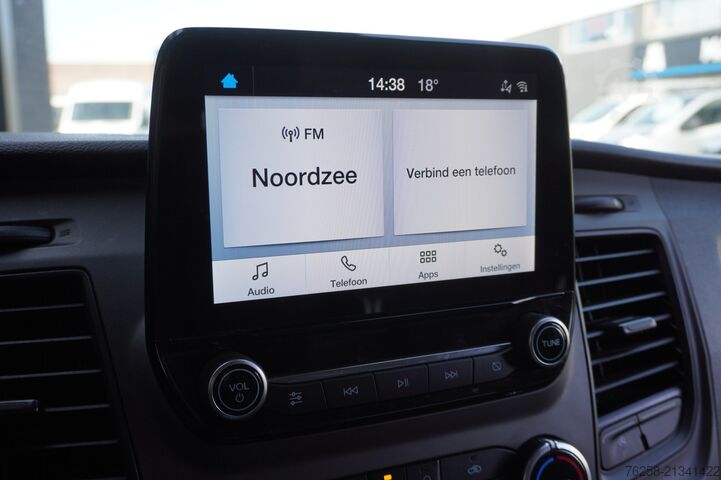 14:38 18°
FM
Noordzee
Verbind een telefoon
Audio
Telefoon
Apps
Instellingen
VOL
TUNE
76258-21341422